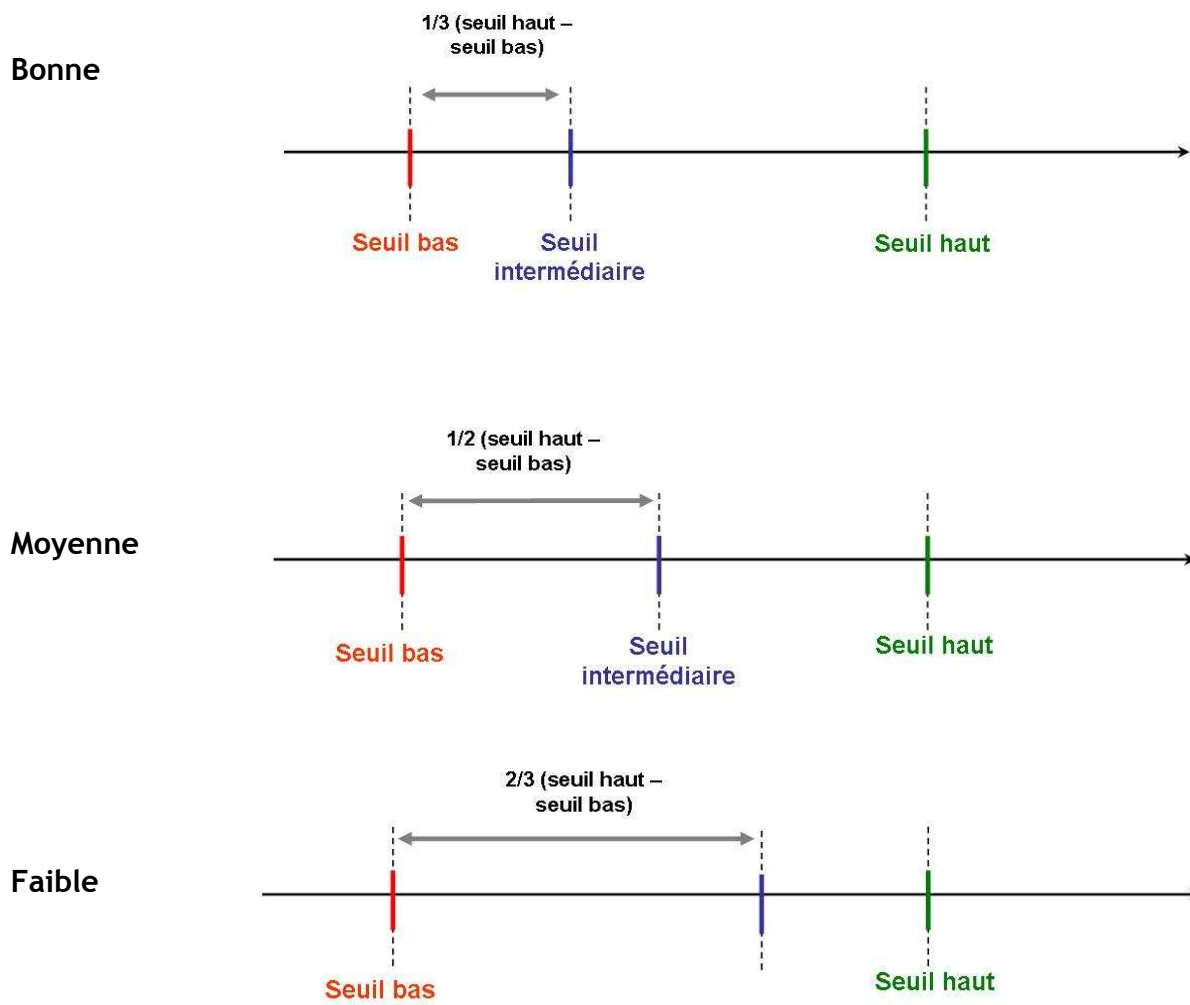 1/3 (seuil haut –
seuil bas)
Bonne
Seuil bas
Seuil
intermédiaire
Seuil haut
1/2 (seuil haut –
seuil bas)
Moyenne
Seuil bas
Seuil
intermédiaire
Seuil haut
2/3 (seuil haut –
seuil bas)
Faible
Seuil bas
Seuil haut